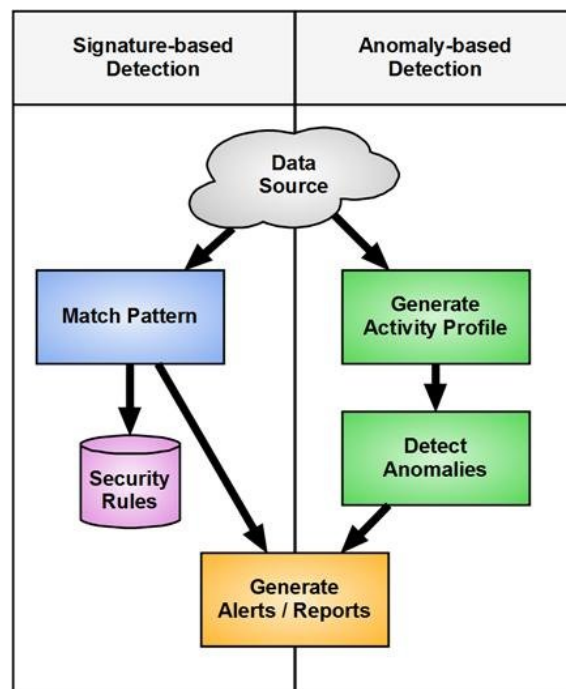 Signature-based
Detection
Anomaly-based
Detection
Data
Source
Match Pattern
Generate
Activity Profile
Security
Rules
Detect
Anomalies
Generate
Alerts / Reports